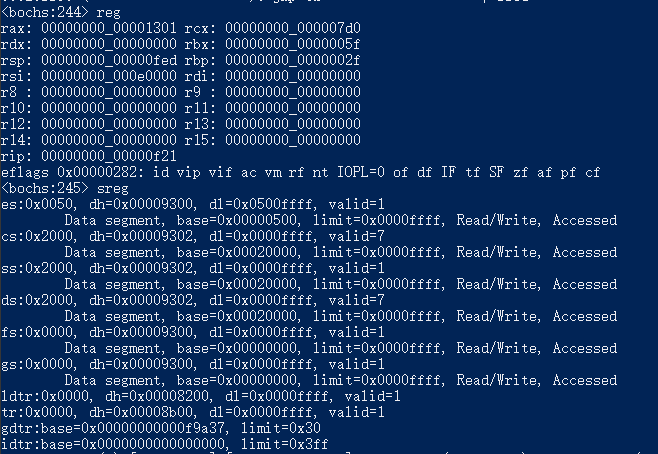 <bochs:244> reg
rax: 00000000_00001301 rcx: 00000000_000007d0
rdx: 00000000_00000000 rbx: 00000000_0000005f
rsp: 00000000_00000fed rbp: 00000000_0000002f
rsi: 00000000_000e0000 rdi: 00000000_00000000
r8 : 00000000_00000000 r9 : 00000000_00000000
r10: 00000000_00000000 r11: 00000000_00000000
r12: 00000000_00000000 r13: 00000000_00000000
r14: 00000000_00000000 r15: 00000000_00000000
rip: 00000000_00000f21
eflags 0x00000282: id vip vif ac vm rf nt IOPL=0 of df IF tf SF zf af pf cf
<bochs:245> sreg
es:0x0050, dh=0x00009300, dl=0x0500ffff, valid=1
Data segment, base=0x00000500, limit=0x0000ffff, Read/Write, Accessed
cs:0x2000, dh=0x00009302, dl=0x0000ffff, valid=7
Data segment, base=0x00020000, limit=0x0000ffff, Read/Write, Accessed
ss:0x2000, dh=0x00009302, dl=0x0000ffff, valid=1
Data segment, base=0x00020000, limit=0x0000ffff, Read/Write, Accessed
ds:0x2000, dh=0x00009302, dl=0x0000ffff, valid=7
Data segment, base=0x00020000, limit=0x0000ffff, Read/Write, Accessed
fs:0x0000, dh=0x00009300, dl=0x0000ffff, valid=1
Data segment, base=0x00000000, limit=0x0000ffff, Read/Write, Accessed
gs:0x0000, dh=0x00009300, dl=0x0000ffff, valid=1
Data segment, base=0x00000000, limit=0x0000ffff, Read/Write, Accessed
ldtr:0x0000, dh=0x00008200, dl=0x0000ffff, valid=1
tr:0x0000, dh=0x00008b00, dl=0x0000ffff, valid=1
gdtr:base=0x00000000000f9a37, limit=0x30
idtr:base=0x0000000000000000, limit=0x3ff